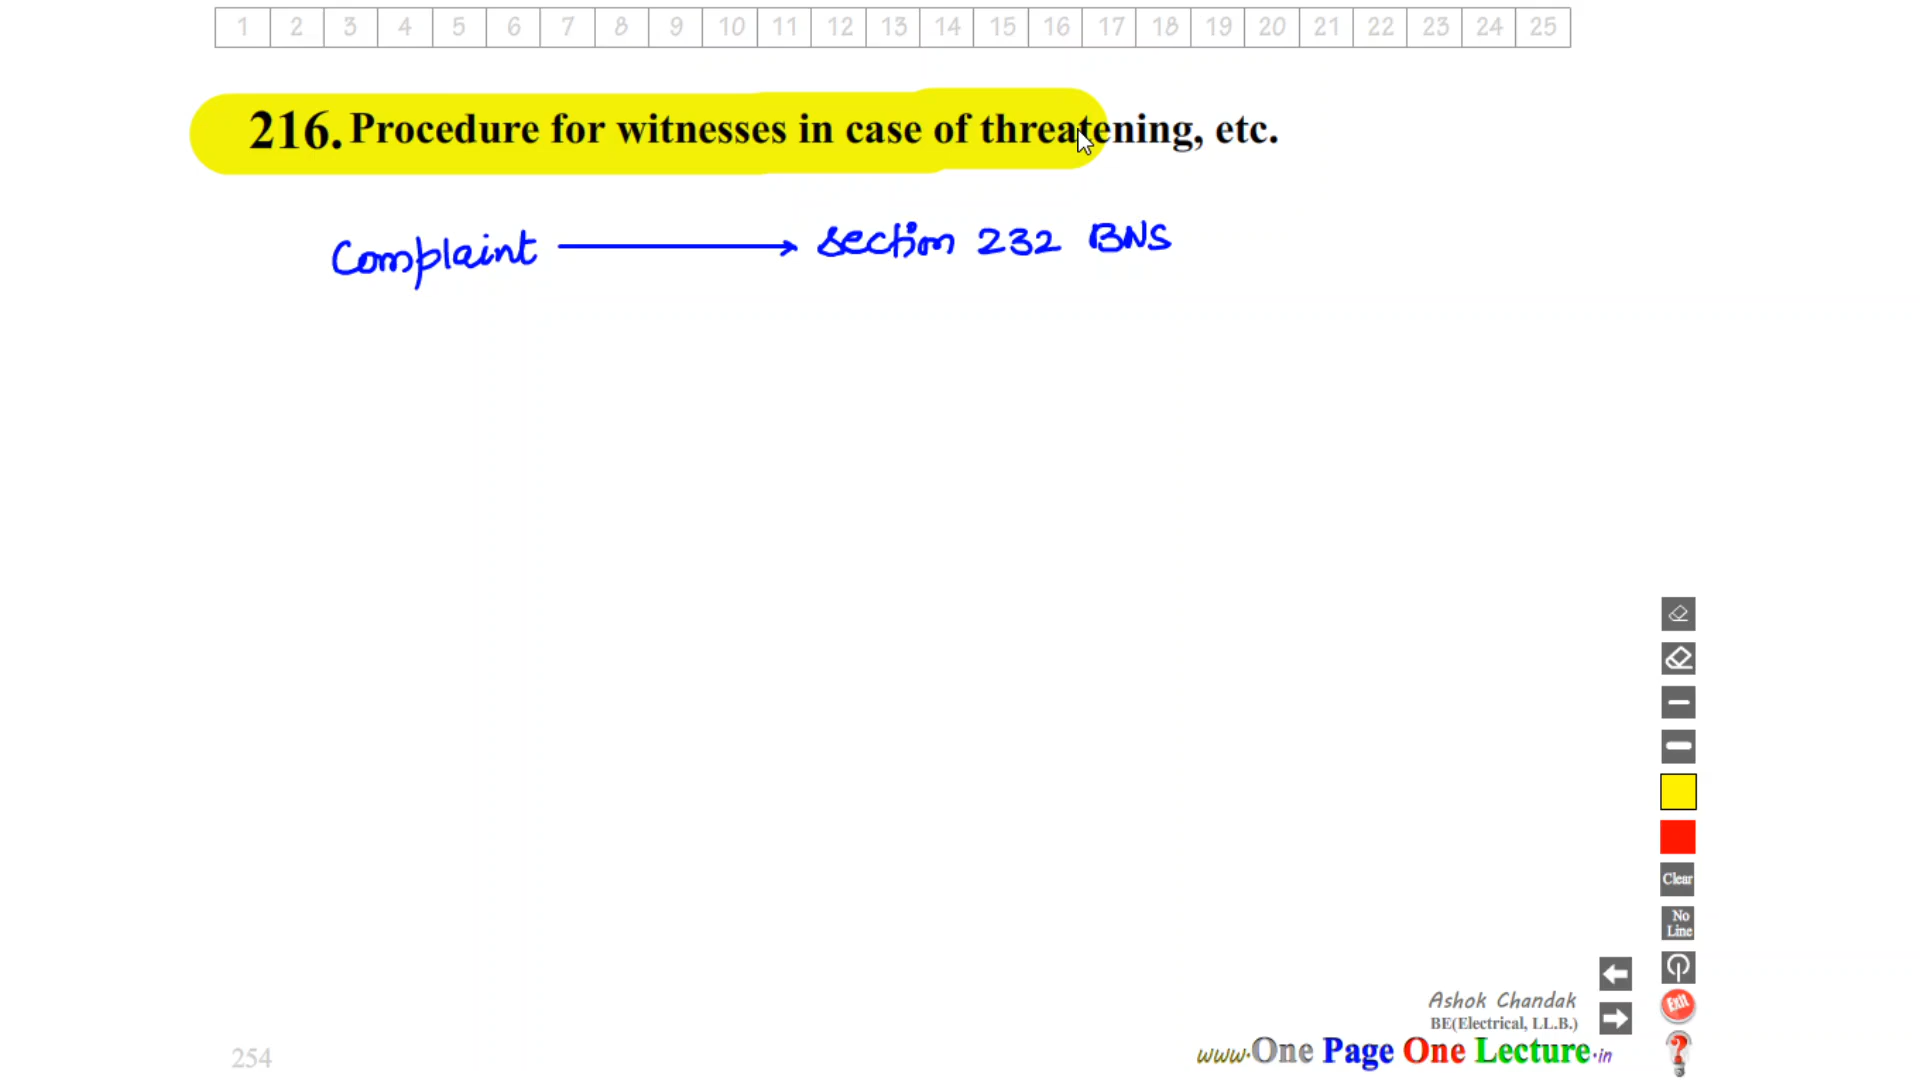 1 2 3 4 5 6 7 8 9 10 11 12 13 14 15 16 17 18 19 20 21 22 23 24 25
216. Procedure for witnesses in case of threatening, etc.
Complaint → Section 232 BNS
Clear
No
Line
Exit
Ashok Chandak
BE(Electrical, LL.B.)
www.One Page One Lecture.in
254